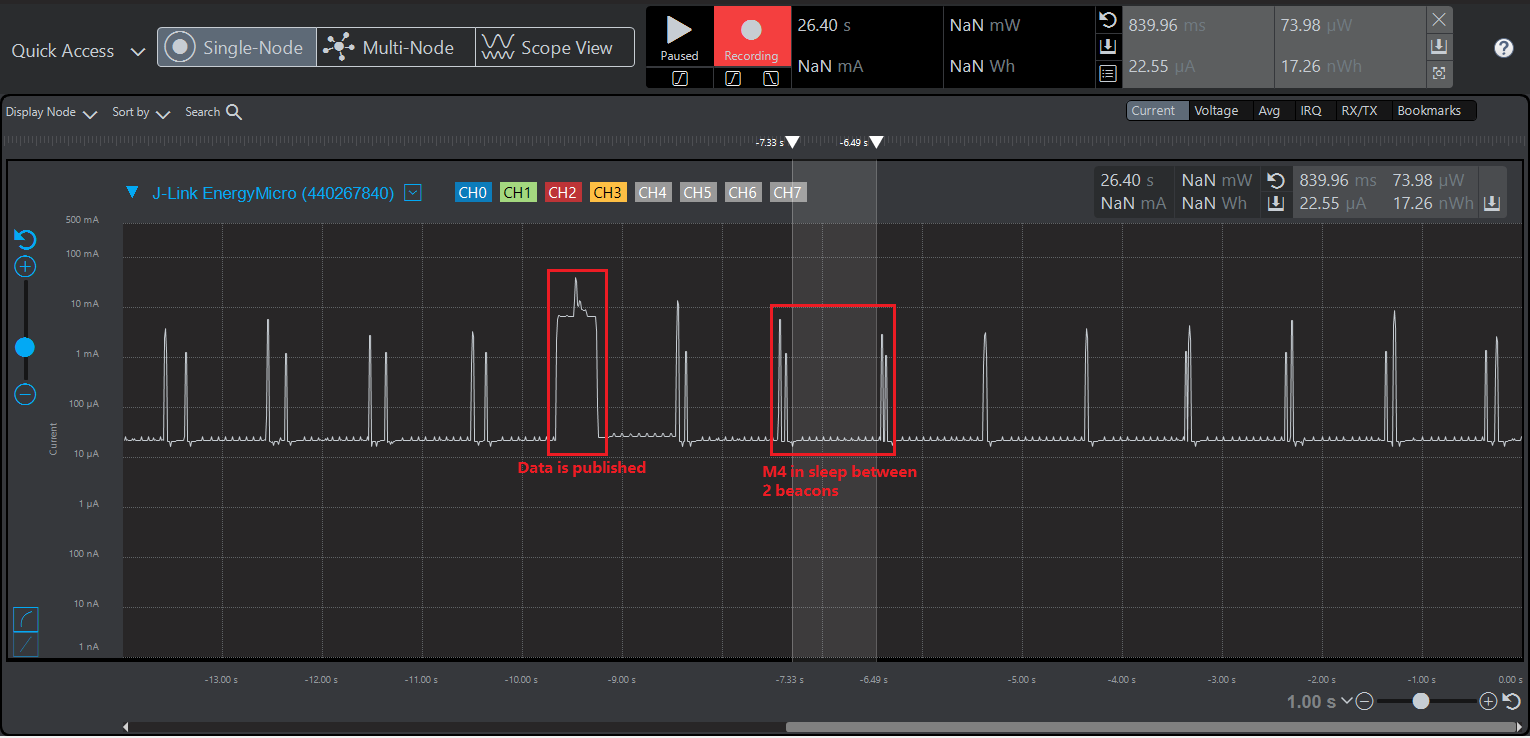 Quick Access
Single-Node
Multi-Node
Scope View
Paused
Recording
26.40 s
NaN mW
NaN mA
NaN Wh
839.96 ms
73.98 µW
22.55 µA
17.26 nWh
?
Display Node
Sort by
Search
Current
Voltage
Avg
IRQ
RX/TX
Bookmarks
-7.33 s
-6.49 s
J-Link EnergyMicro (440267840)
CH0
CH1
CH2
CH3
CH4
CH5
CH6
CH7
26.40 s
NaN mW
839.96 ms
73.98 µW
NaN mA
NaN Wh
22.55 µA
17.26 nWh
500 mA
100 mA
10 mA
1 mA
100 µA
10 µA
1 µA
100 nA
10 nA
1 nA
Current
Data is published
M4 in sleep between
2 beacons
-13.00 s
-12.00 s
-11.00 s
-10.00 s
-9.00 s
-7.33 s
-6.49 s
-5.00 s
-4.00 s
-3.00 s
-2.00 s
-1.00 s
0.00 s
1.00 s